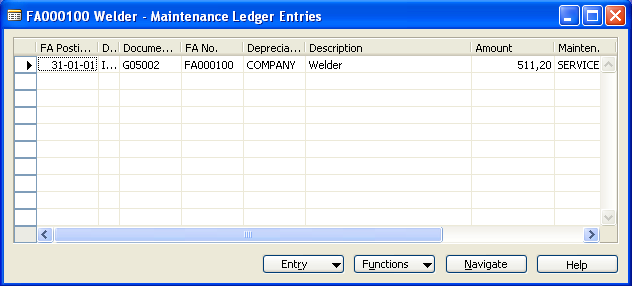 FA000100 Welder - Maintenance Ledger Entries
FA Posti... D... Docume... FA No. Deprecia... Description Amount Mainten.
31-01-01 I... G05002 FA000100 COMPANY Welder 511,20 SERVICE
Entry Functions Navigate Help